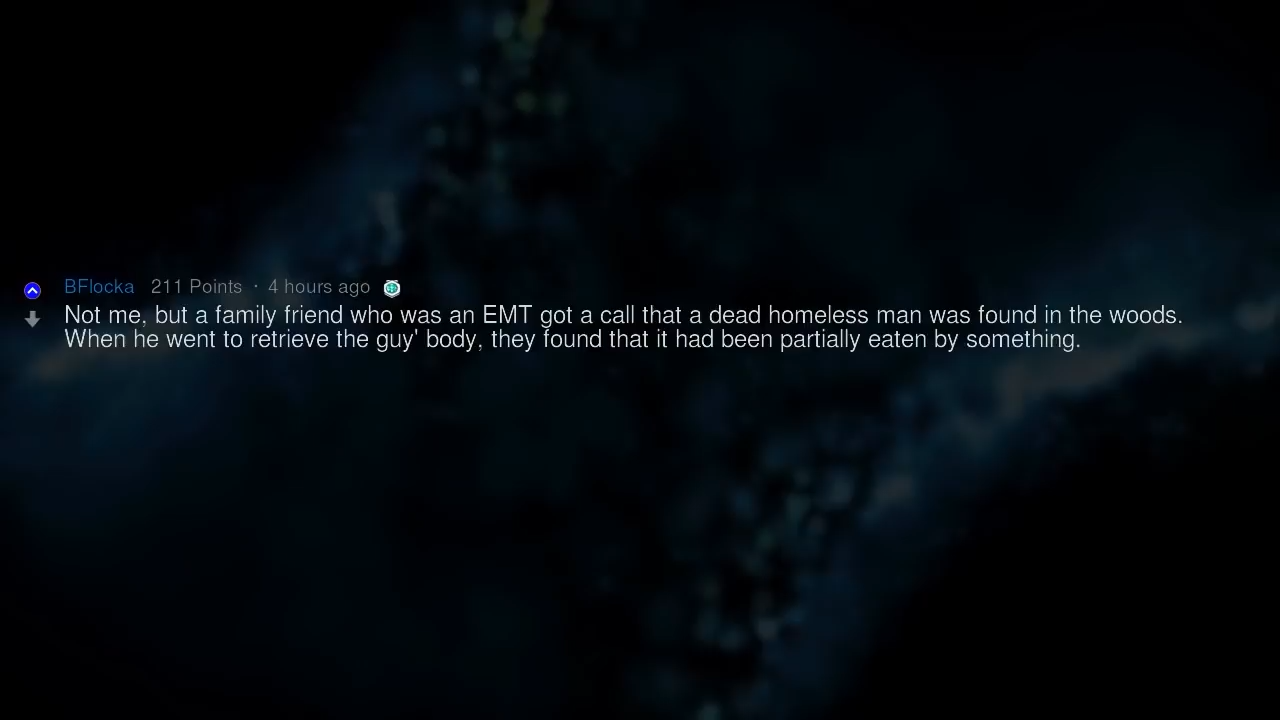 BFlocka 211 Points · 4 hours ago
Not me, but a family friend who was an EMT got a call that a dead homeless man was found in the woods.
When he went to retrieve the guy' body, they found that it had been partially eaten by something.